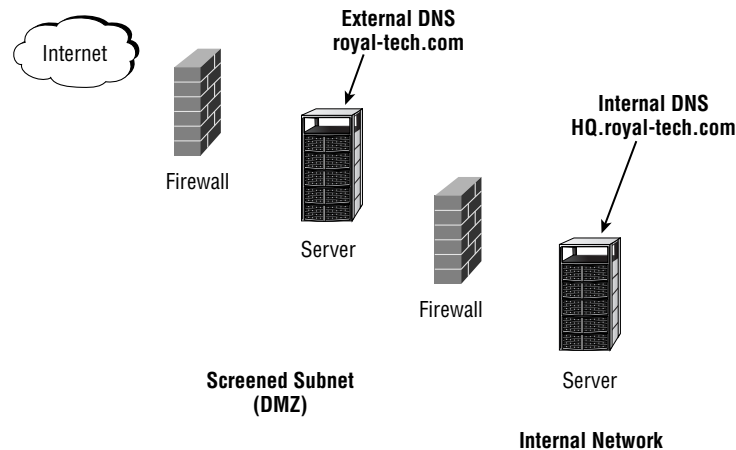 Internet
External DNS
royal-tech.com
Firewall
Server
Internal DNS
HQ.royal-tech.com
Firewall
Server
Screened Subnet
(DMZ)
Internal Network